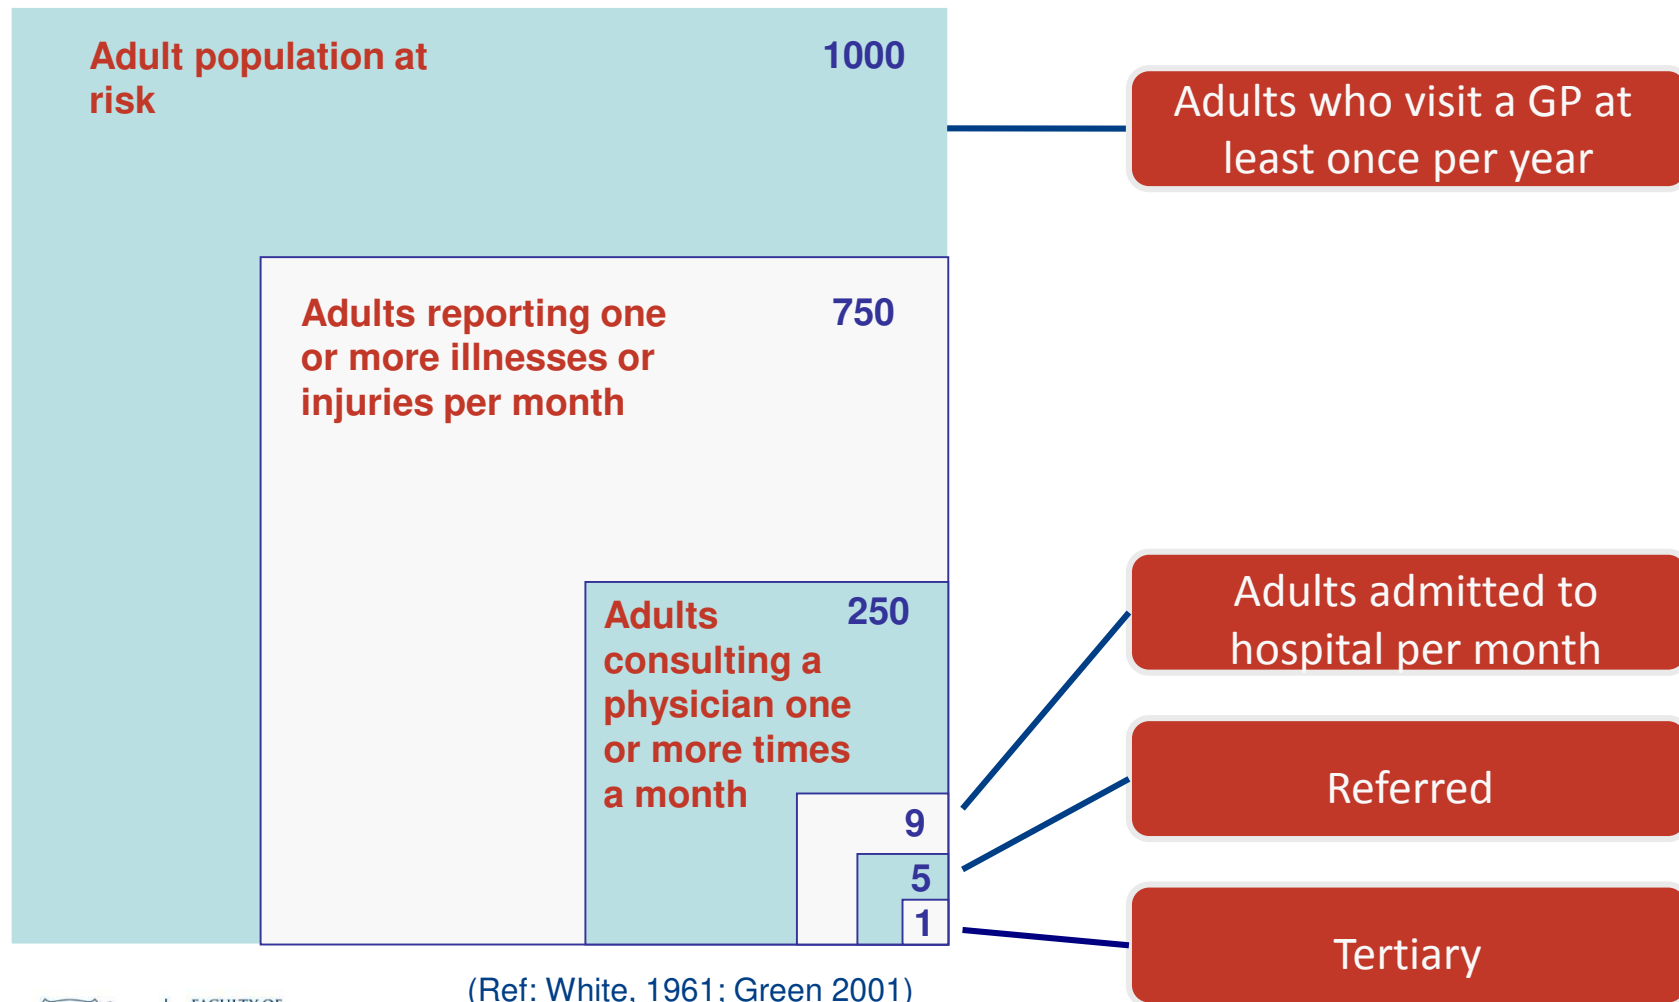 Adult population at
risk
1000
Adults who visit a GP at
least once per year
Adults reporting one
or more illnesses or
injuries per month
750
Adults
consulting a
physician one
or more times
a month
250
Adults admitted to
hospital per month
9
Referred
5
Tertiary
1
(Ref: White, 1961; Green 2001)
FACULTY OF